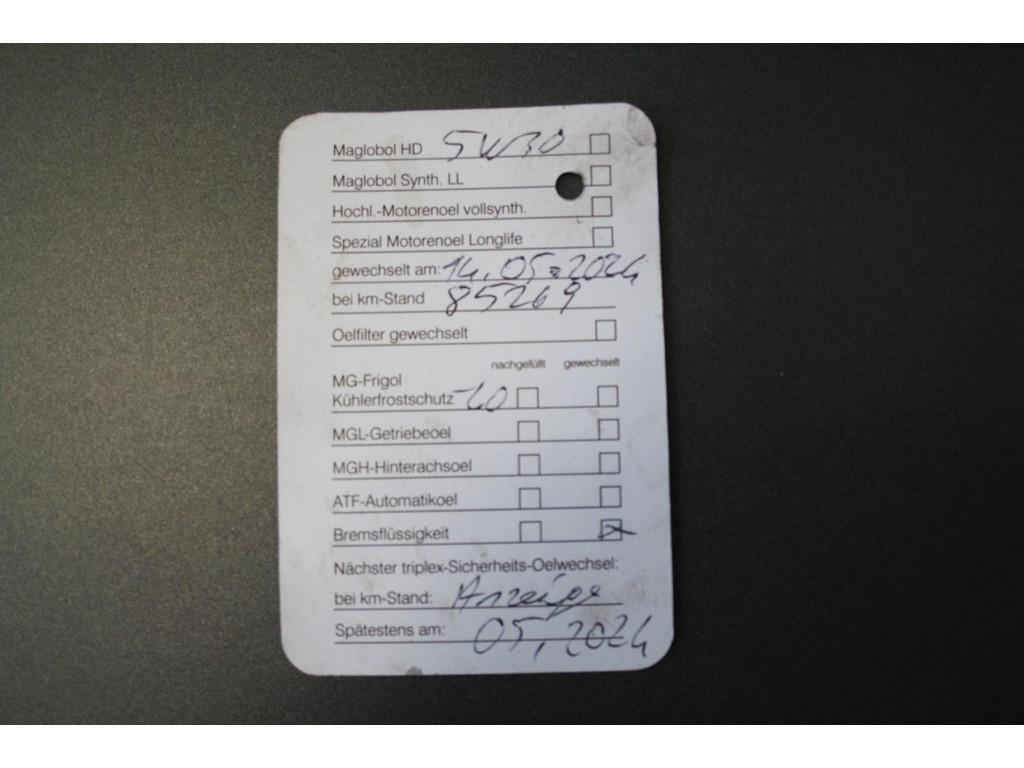 Maglobol HD 5W30
Maglobol Synth. LL
Hochl.-Motorenoel vollsynth.
Spezial Motorenoel Longlife
gewechselt am: 14.05.2024
bei km-Stand 85269
Oelfilter gewechselt
nachgefüllt gewechselt
MG-Frigol
Kühlerfrostschutz -40
MGL-Getriebeoel
MGH-Hinterachsoel
ATF-Automatikoel
Bremsflüssigkeit
Nächster triplex-Sicherheits-Oelwechsel:
bei km-Stand: Anzeige
Spätestens am: 05.2024